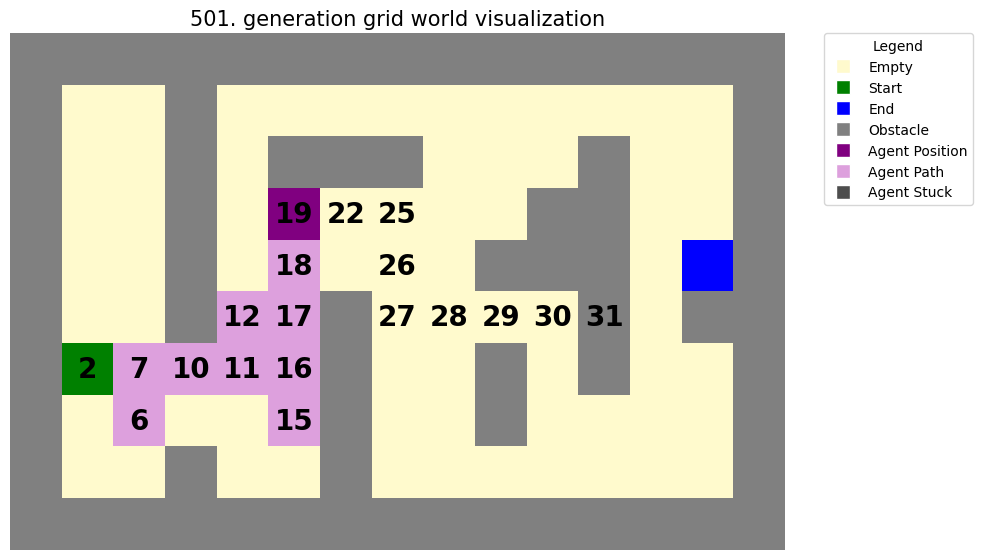 501. generation grid world visualization
Legend
Empty
Start
End
Obstacle
Agent Position
Agent Path
Agent Stuck
19 22 25
18 26
12 17 27 28 29 30 31
2 7 10 11 16
6 15